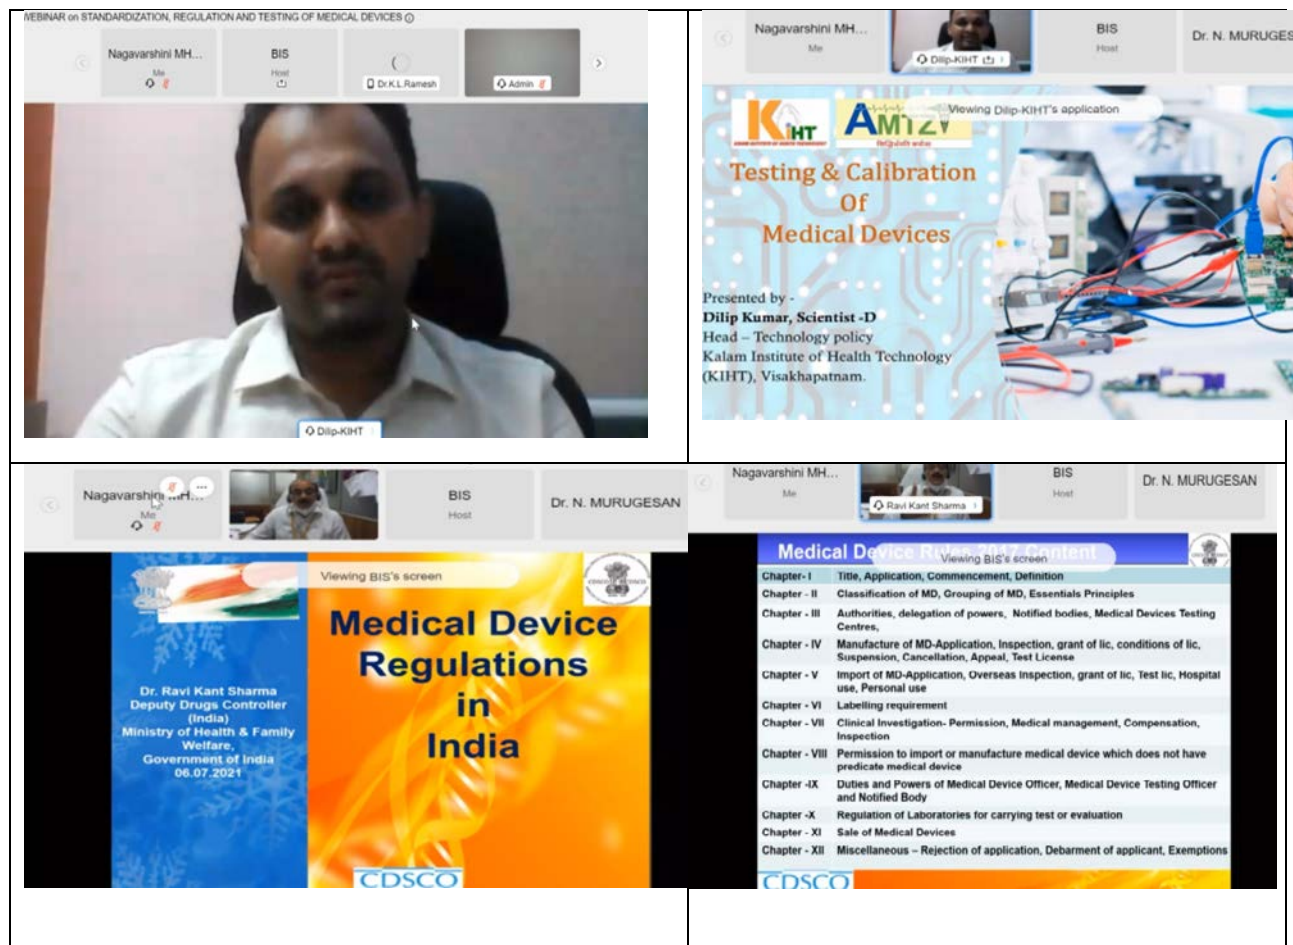 WEBINAR on STANDARDIZATION, REGULATION AND TESTING OF MEDICAL DEVICES
Nagavarshini MH...
Me
BIS
Host
Dr.K.L.Ramesh
Admin
Dilip-KIHT
Nagavarshini MH...
Me
Dilip-KIHT
BIS
Host
Dr. N. MURUGES
Viewing Dilip-KIHT's application
KIHT
AMTZ
Testing & Calibration
Of
Medical Devices
Presented by -
Dilip Kumar, Scientist -D
Head – Technology policy
Kalam Institute of Health Technology
(KIHT), Visakhapatnam.
Nagavarshini MH...
Me
BIS
Host
Dr. N. MURUGESAN
Viewing BIS's screen
Medical Device
Regulations
in
India
Dr. Ravi Kant Sharma
Deputy Drugs Controller
(India)
Ministry of Health & Family
Welfare,
Government of India
06.07.2021
CDSCO
Nagavarshini MH...
Me
Ravi Kant Sharma
BIS
Host
Dr. N. MURUGESAN
Medical Device Rules 2017 Content
Viewing BIS's screen
Chapter- I Title, Application, Commencement, Definition
Chapter - II Classification of MD, Grouping of MD, Essentials Principles
Chapter - III Authorities, delegation of powers, Notified bodies, Medical Devices Testing
Centres,
Chapter - IV Manufacture of MD-Application, Inspection, grant of lic, conditions of lic,
Suspension, Cancellation, Appeal, Test License
Chapter - V Import of MD-Application, Overseas Inspection, grant of lic, Test lic, Hospital
use, Personal use
Chapter - VI Labelling requirement
Chapter - VII Clinical Investigation- Permission, Medical management, Compensation,
Inspection
Chapter - VIII Permission to import or manufacture medical device which does not have
predicate medical device
Chapter -IX Duties and Powers of Medical Device Officer, Medical Device Testing Officer
and Notified Body
Chapter -X Regulation of Laboratories for carrying test or evaluation
Chapter - XI Sale of Medical Devices
Chapter - XII Miscellaneous – Rejection of application, Debarment of applicant, Exemptions
CDSCO